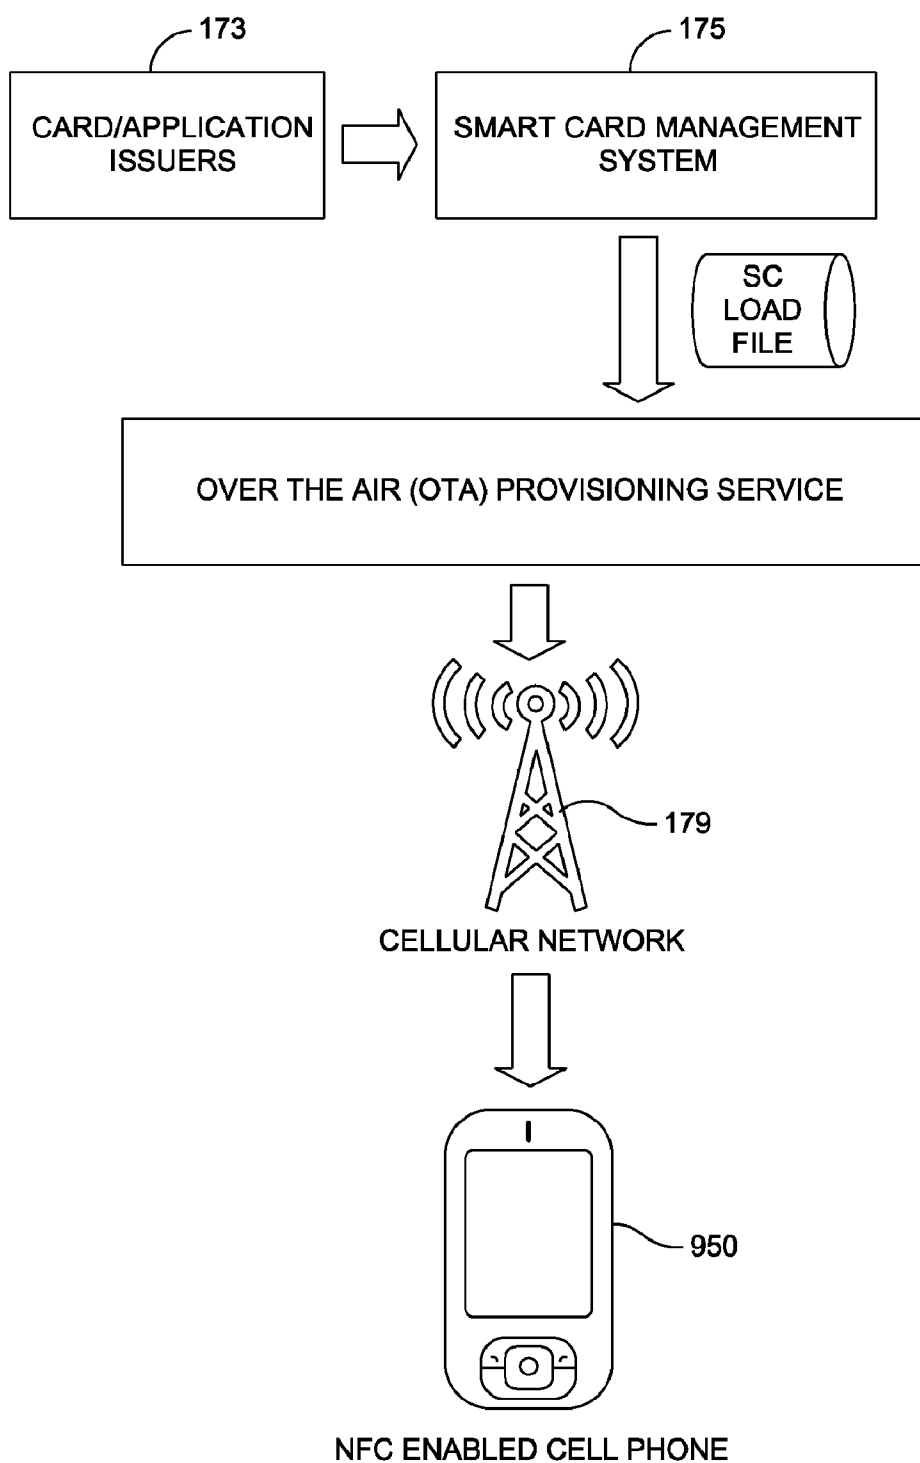 173
175
CARD/APPLICATION
ISSUERS
SMART CARD MANAGEMENT
SYSTEM
SC
LOAD
FILE
OVER THE AIR (OTA) PROVISIONING SERVICE
179
CELLULAR NETWORK
950
NFC ENABLED CELL PHONE